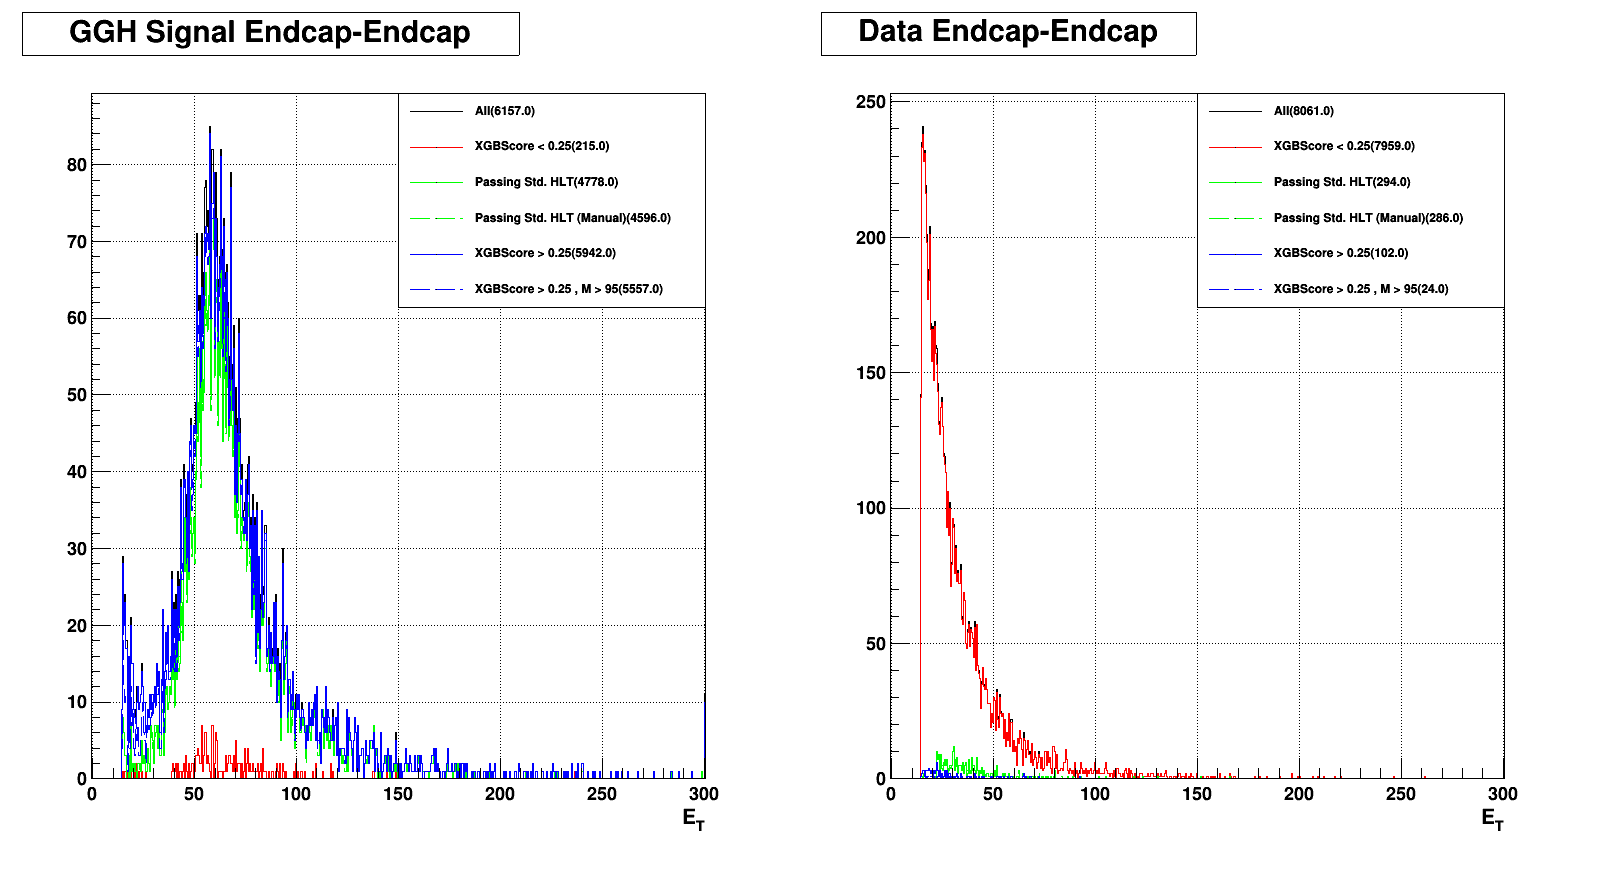 GGH Signal Endcap-Endcap
All(6157.0)
XGBScore < 0.25(215.0)
Passing Std. HLT(4778.0)
Passing Std. HLT (Manual)(4596.0)
XGBScore > 0.25(5942.0)
XGBScore > 0.25 , M > 95(5557.0)
80
70
60
50
40
30
20
10
0
0 50 100 150 200 250 300
E_T
Data Endcap-Endcap
All(8061.0)
XGBScore < 0.25(7959.0)
Passing Std. HLT(294.0)
Passing Std. HLT (Manual)(286.0)
XGBScore > 0.25(102.0)
XGBScore > 0.25 , M > 95(24.0)
250
200
150
100
50
0
0 50 100 150 200 250 300
E_T